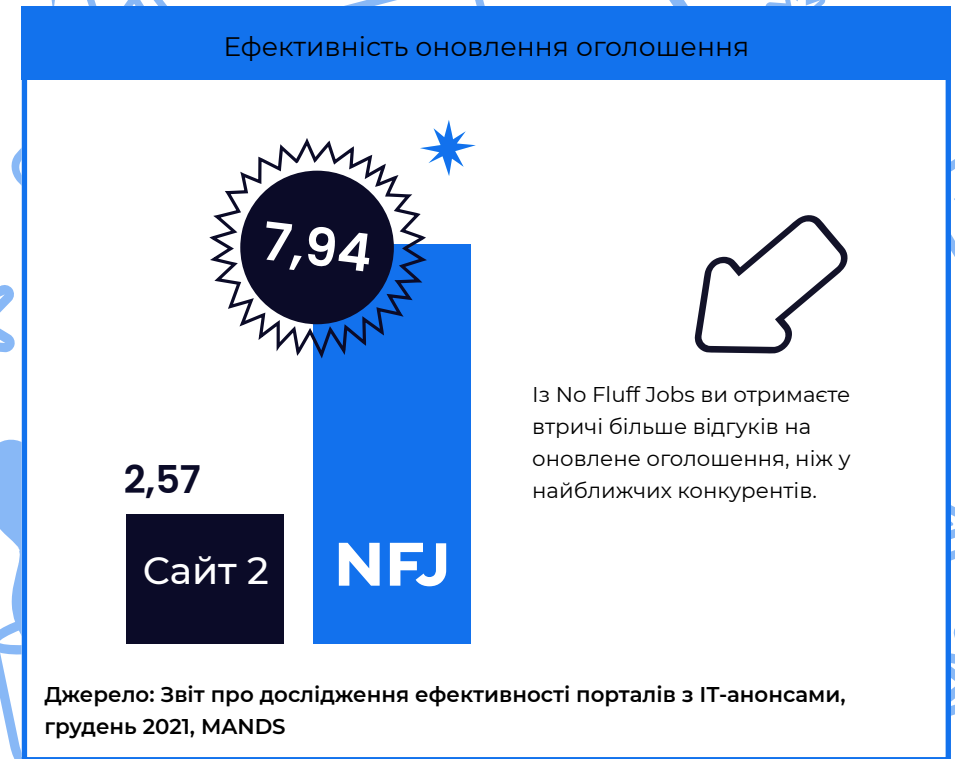 Ефективність оновлення оголошення
7,94
Із No Fluff Jobs ви отримаєте
втричі більше відгуків на
оновлене оголошення, ніж у
найближчих конкурентів.
2,57
Сайт 2
NFJ
Джерело: Звіт про дослідження ефективності порталів з ІТ-анонсами,
грудень 2021, MANDS